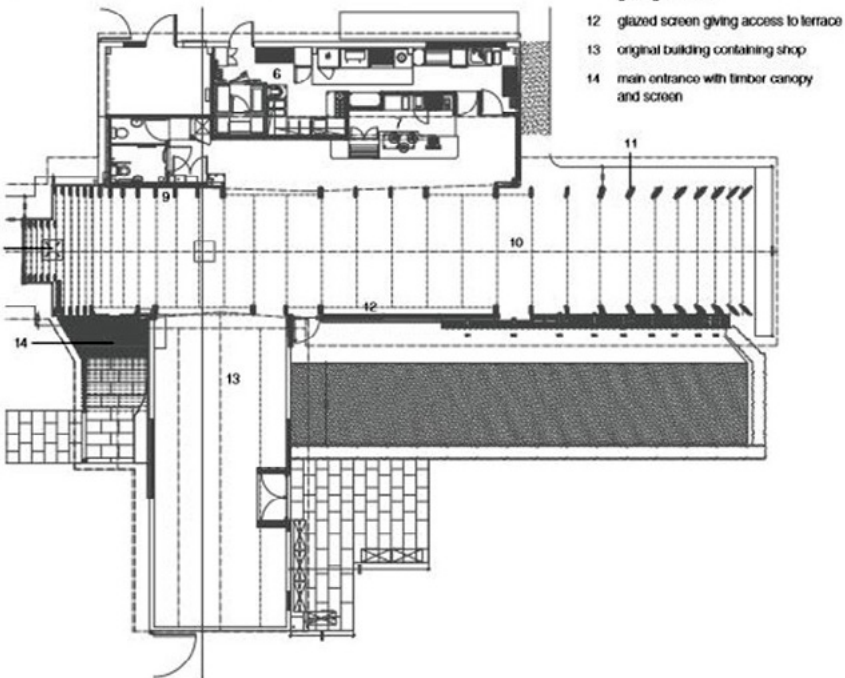 12 glazed screen giving access to terrace
13 original building containing shop
14 main entrance with timber canopy
and screen
6
7
11
9
10
12
14
13